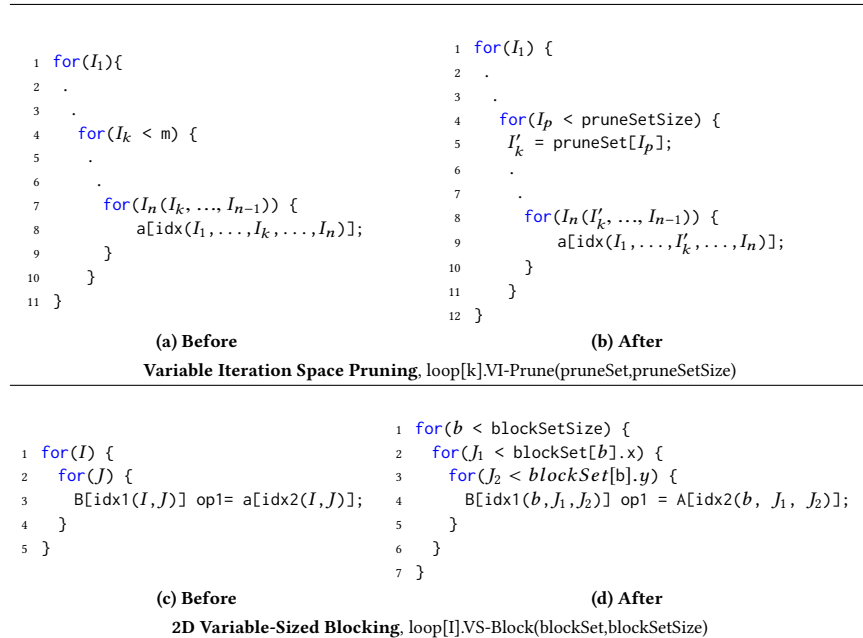 1 for(I₁){
2 .
3 .
4 for(Iₖ < m) {
5 .
6 .
7 for(Iₙ(Iₖ, ..., Iₙ₋₁)) {
8 a[idx(I₁,...,Iₖ,...,Iₙ)];
9 }
10 }
11 }
(a) Before
1 for(I₁) {
2 .
3 .
4 for(Iₚ < pruneSetSize) {
5 I′ₖ = pruneSet[Iₚ];
6 .
7 .
8 for(Iₙ(I′ₖ, ..., Iₙ₋₁)) {
9 a[idx(I₁,...,I′ₖ,...,Iₙ)];
10 }
11 }
12 }
(b) After
Variable Iteration Space Pruning, loop[k].VI-Prune(pruneSet,pruneSetSize)
1 for(I) {
2 for(J) {
3 B[idx1(I,J)] op1= a[idx2(I,J)];
4 }
5 }
(c) Before
1 for(b < blockSetSize) {
2 for(J₁ < blockSet[b].x) {
3 for(J₂ < blockSet[b].y) {
4 B[idx1(b,J₁,J₂)] op1 = A[idx2(b, J₁, J₂)];
5 }
6 }
7 }
(d) After
2D Variable-Sized Blocking, loop[I].VS-Block(blockSet,blockSetSize)